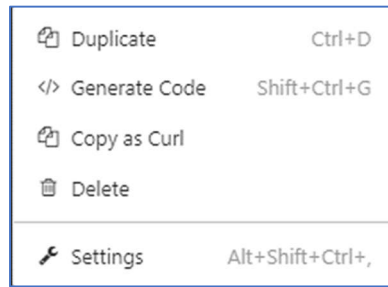 Duplicate Ctrl+D
Generate Code Shift+Ctrl+G
Copy as Curl
Delete
Settings Alt+Shift+Ctrl+,